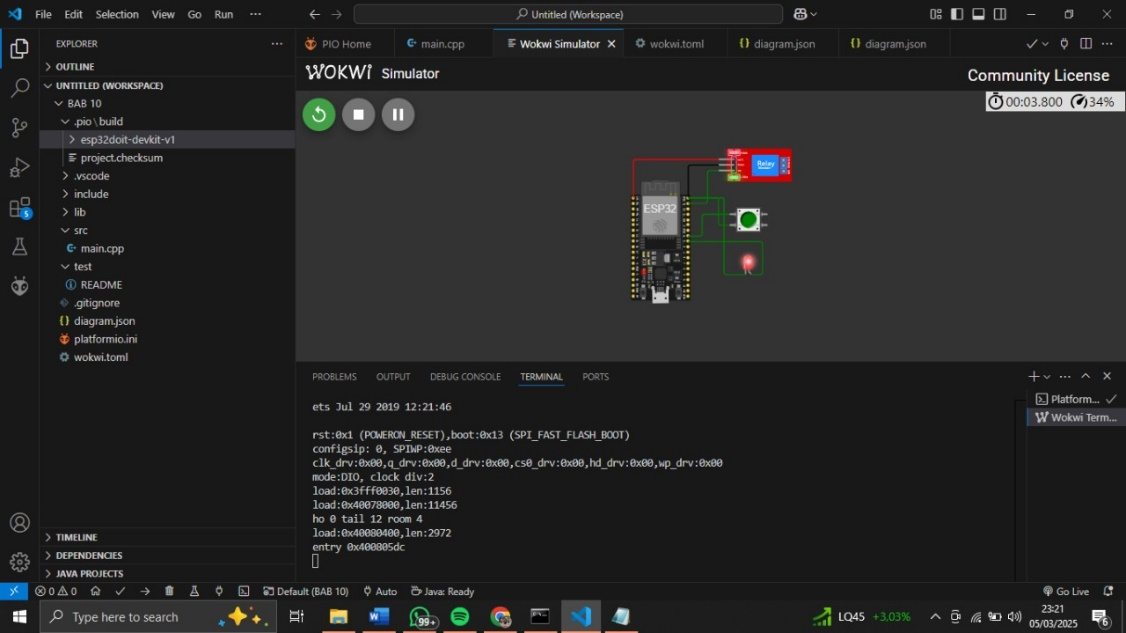 File Edit Selection View Go Run ··· Untitled (Workspace)
EXPLORER ···
OUTLINE
UNTITLED (WORKSPACE)
BAB 10
.pio \ build
esp32doit-devkit-v1
project.checksum
.vscode
include
lib
src
main.cpp
test
README
.gitignore
diagram.json
platformio.ini
wokwi.toml
TIMELINE
DEPENDENCIES
JAVA PROJECTS
5
PIO Home main.cpp Wokwi Simulator wokwi.toml diagram.json diagram.json
WOKWI Simulator
Community License
00:03.800 34%
Relay
ESP32
PROBLEMS OUTPUT DEBUG CONSOLE TERMINAL PORTS
Platform...
Wokwi Term...
ets Jul 29 2019 12:21:46
rst:0x1 (POWERON_RESET),boot:0x13 (SPI_FAST_FLASH_BOOT)
configsip: 0, SPIWP:0xee
clk_drv:0x00,q_drv:0x00,d_drv:0x00,cs0_drv:0x00,hd_drv:0x00,wp_drv:0x00
mode:DIO, clock div:2
load:0x3fff0030,len:1156
load:0x40078000,len:11456
ho 0 tail 12 room 4
load:0x40080400,len:2972
entry 0x400805dc
0 0 Default (BAB 10) Auto Java: Ready Go Live
Type here to search
99+
LQ45 +3,03%
23:21
05/03/2025
6